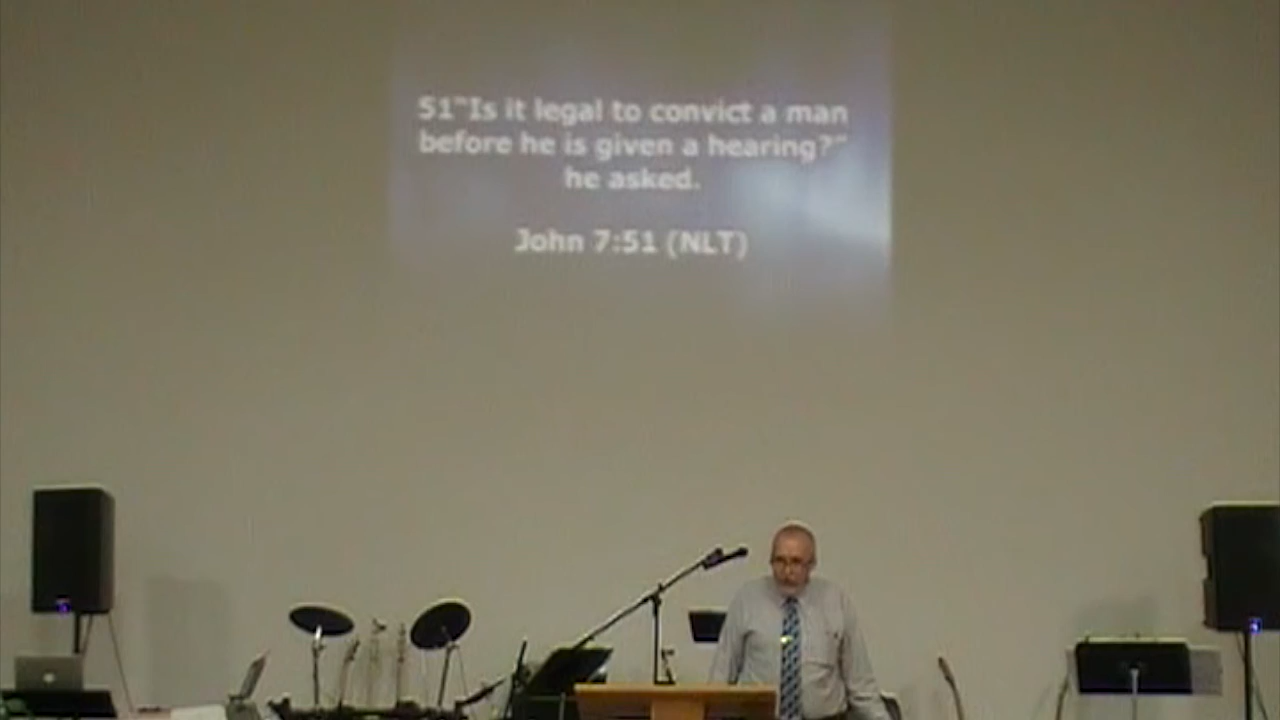 51"Is it legal to convict a man
before he is given a hearing?"
he asked.
John 7:51 (NLT)